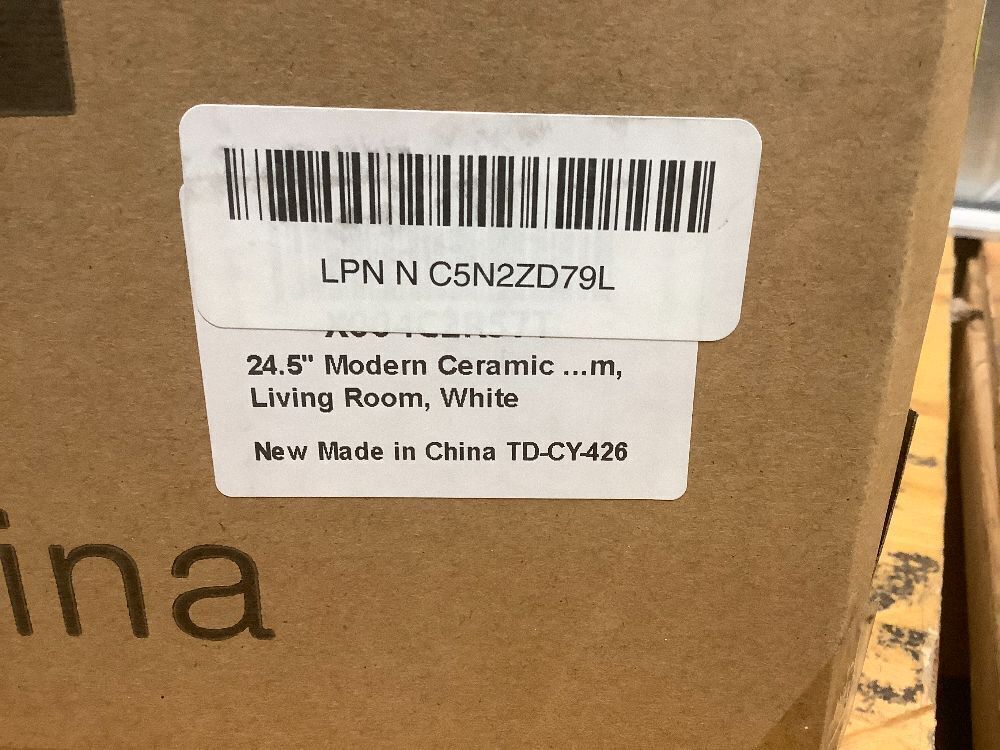 LPN N C5N2ZD79L
24.5" Modern Ceramic ...m,
Living Room, White
New Made in China TD-CY-426
ina